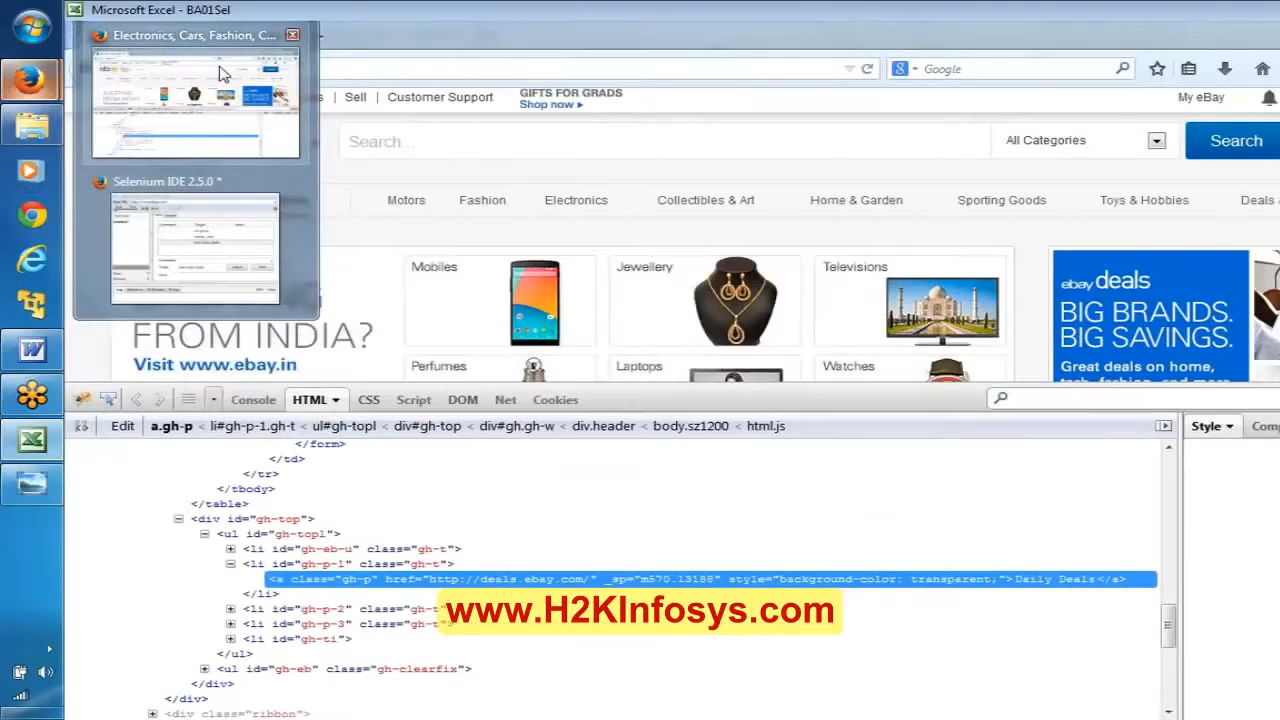 Microsoft Excel - BA01Sel
Electronics, Cars, Fashion, C...
Google
Sell | Customer Support
GIFTS FOR GRADS
Shop now
My eBay
Search...
All Categories
Search
Selenium IDE 2.5.0 *
Motors
Fashion
Electronics
Collectibles & Art
Home & Garden
Sporting Goods
Toys & Hobbies
Deals
Mobiles
Jewellery
Televisions
ebay deals
BIG BRANDS.
BIG SAVINGS.
Great deals on home,
tech, fashion, and more
FROM INDIA?
Visit www.ebay.in
Perfumes
Laptops
Watches
Console
HTML
CSS
Script
DOM
Net
Cookies
Edit
a.gh-p < li#gh-p-1.gh-t < ul#gh-topl < div#gh-top < div#gh.gh-w < div.header < body.sz1200 < html.js
Style
Com
</form>
</td>
</tr>
</tbody>
</table>
<div id="gh-top">
<ul id="gh-topl">
<li id="gh-eb-u" class="gh-t">
<li id="gh-p-1" class="gh-t">
<a class="gh-p" href="http://deals.ebay.com/" _sp="m570.l3188" style="background-color: transparent;">Daily Deals</a>
</li>
<li id="gh-p-2" class="gh-t
<li id="gh-p-3" class="gh-t
<li id="gh-ti">
</ul>
<ul id="gh-eb" class="gh-clearfix">
</div>
</div>
<div class="ribbon">
www.H2KInfosys.com